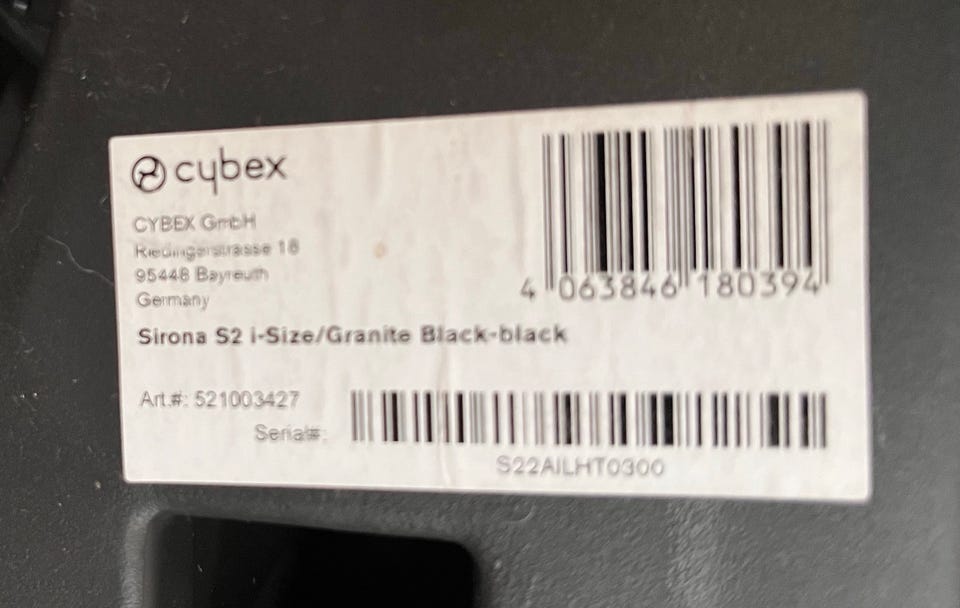 cybex
CYBEX GmbH
Riedingerstrasse 18
95448 Bayreuth
Germany
4 063846 180394
Sirona S2 i-Size/Granite Black-black
Art.#: 521003427
Serial#:
S22AILHT0300